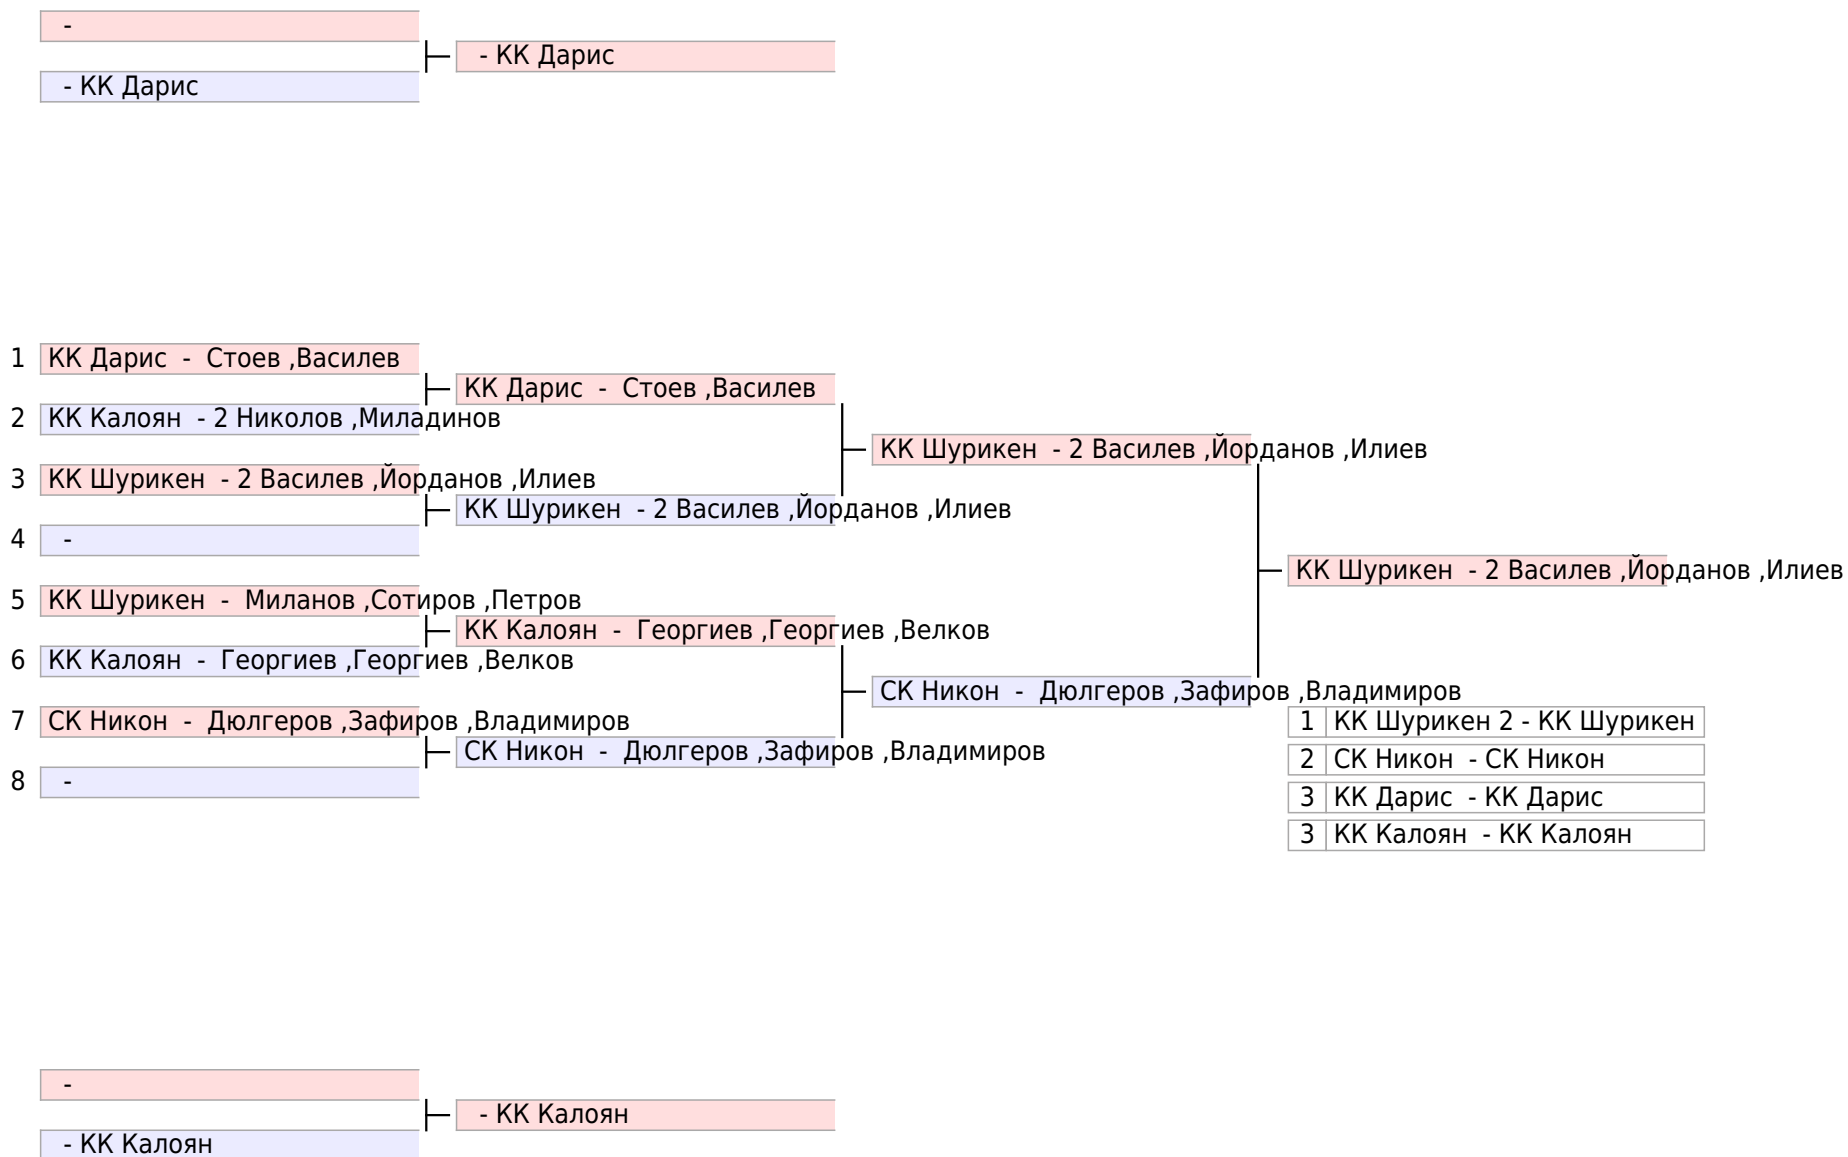 -
- КК Дарис
- КК Дарис
1 КК Дарис - Стоев ,Василев
КК Дарис - Стоев ,Василев
2 КК Калоян - 2 Николов ,Миладинов
КК Шурикен - 2 Василев ,Йорданов ,Илиев
3 КК Шурикен - 2 Василев ,Йорданов ,Илиев
КК Шурикен - 2 Василев ,Йорданов ,Илиев
4 -
КК Шурикен - 2 Василев ,Йорданов ,Илиев
5 КК Шурикен - Миланов ,Сотиров ,Петров
КК Калоян - Георгиев ,Георгиев ,Велков
6 КК Калоян - Георгиев ,Георгиев ,Велков
СК Никон - Дюлгеров ,Зафиров ,Владимиров
7 СК Никон - Дюлгеров ,Зафиров ,Владимиров
СК Никон - Дюлгеров ,Зафиров ,Владимиров
8 -
1 КК Шурикен 2 - КК Шурикен
2 СК Никон - СК Никон
3 КК Дарис - КК Дарис
3 КК Калоян - КК Калоян
-
- КК Калоян
- КК Калоян